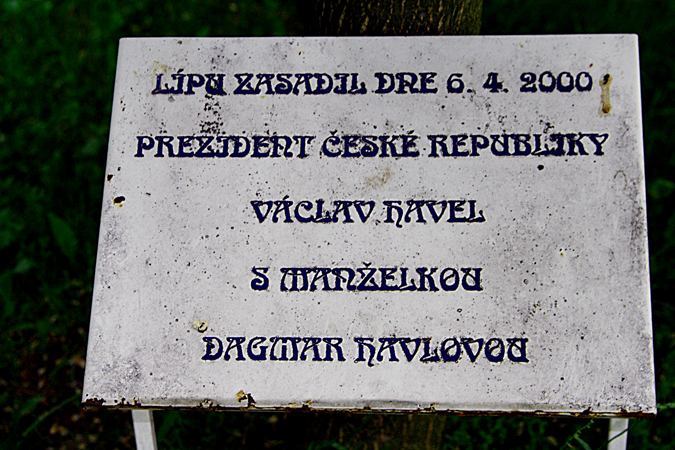 LÍPU ZASADIL DNE 6. 4. 2000
PREZIDENT ČESKÉ REPUBLIKY
VÁCLAV HAVEL
S MANŽELKOU
DAGMAR HAVLOVOU